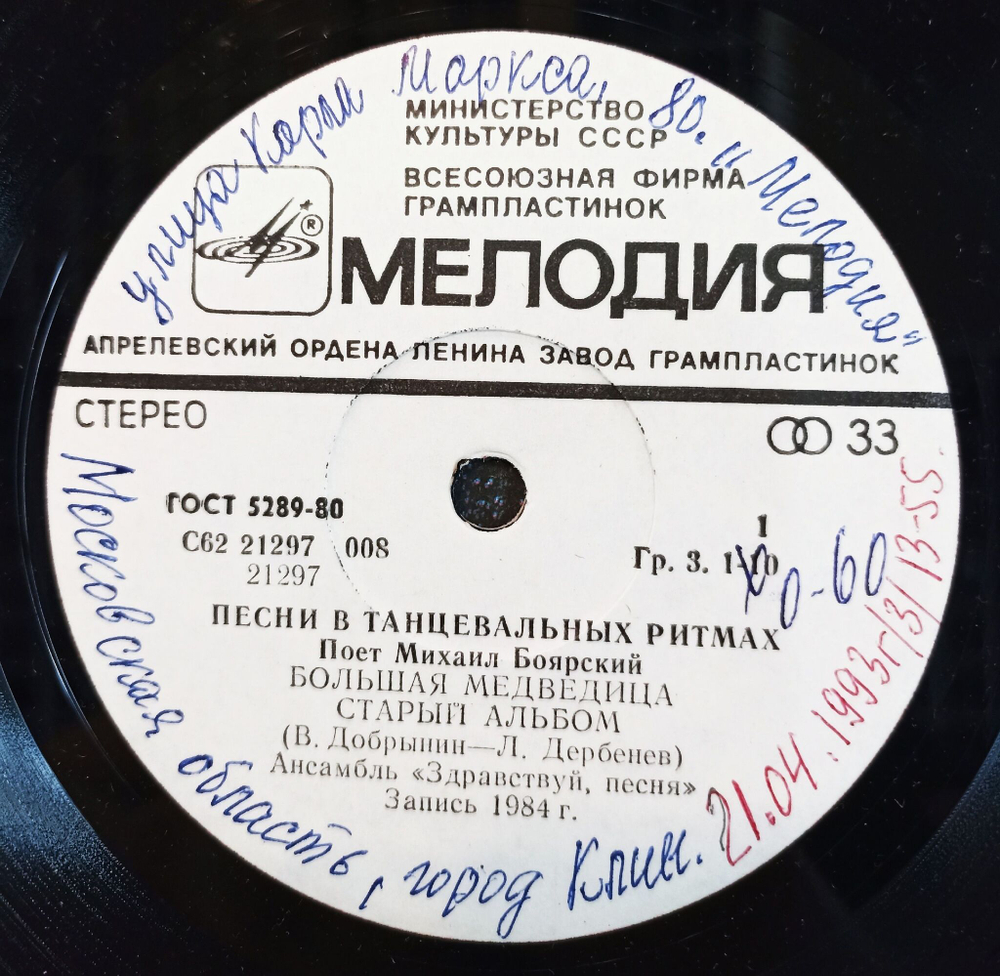 улица Карла Маркса, 80. "Мелодия"
МИНИСТЕРСТВО
КУЛЬТУРЫ СССР
ВСЕСОЮЗНАЯ ФИРМА
ГРАМПЛАСТИНОК
®
МЕЛОДИЯ
АПРЕЛЕВСКИЙ ОРДЕНА ЛЕНИНА ЗАВОД ГРАМПЛАСТИНОК
СТЕРЕО
33
ГОСТ 5289-80
С62 21297 008
21297
1
Гр. 3. 1-10
0-60
ПЕСНИ В ТАНЦЕВАЛЬНЫХ РИТМАХ
Поет Михаил Боярский
БОЛЬШАЯ МЕДВЕДИЦА
СТАРЫЙ АЛЬБОМ
(В. Добрынин—Л. Дербенев)
Ансамбль «Здравствуй, песня»
Запись 1984 г.
Московская область, город Клин.
21.04.1993г/3/13-55.